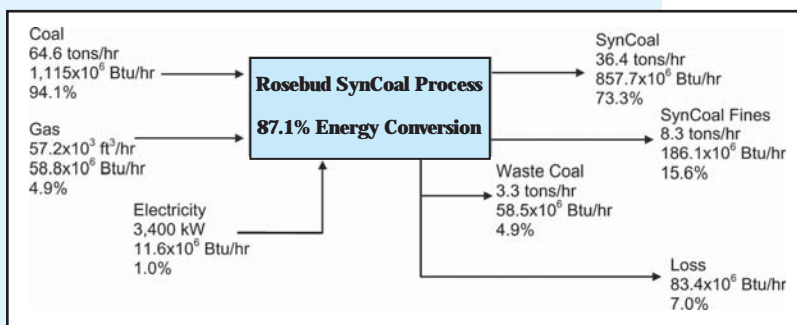 Coal
64.6 tons/hr
1,115x10⁶ Btu/hr
94.1%
Gas
57.2x10³ ft³/hr
58.8x10⁶ Btu/hr
4.9%
Electricity
3,400 kW
11.6x10⁶ Btu/hr
1.0%
Rosebud SynCoal Process
87.1% Energy Conversion
SynCoal
36.4 tons/hr
857.7x10⁶ Btu/hr
73.3%
SynCoal Fines
8.3 tons/hr
186.1x10⁶ Btu/hr
15.6%
Waste Coal
3.3 tons/hr
58.5x10⁶ Btu/hr
4.9%
Loss
83.4x10⁶ Btu/hr
7.0%